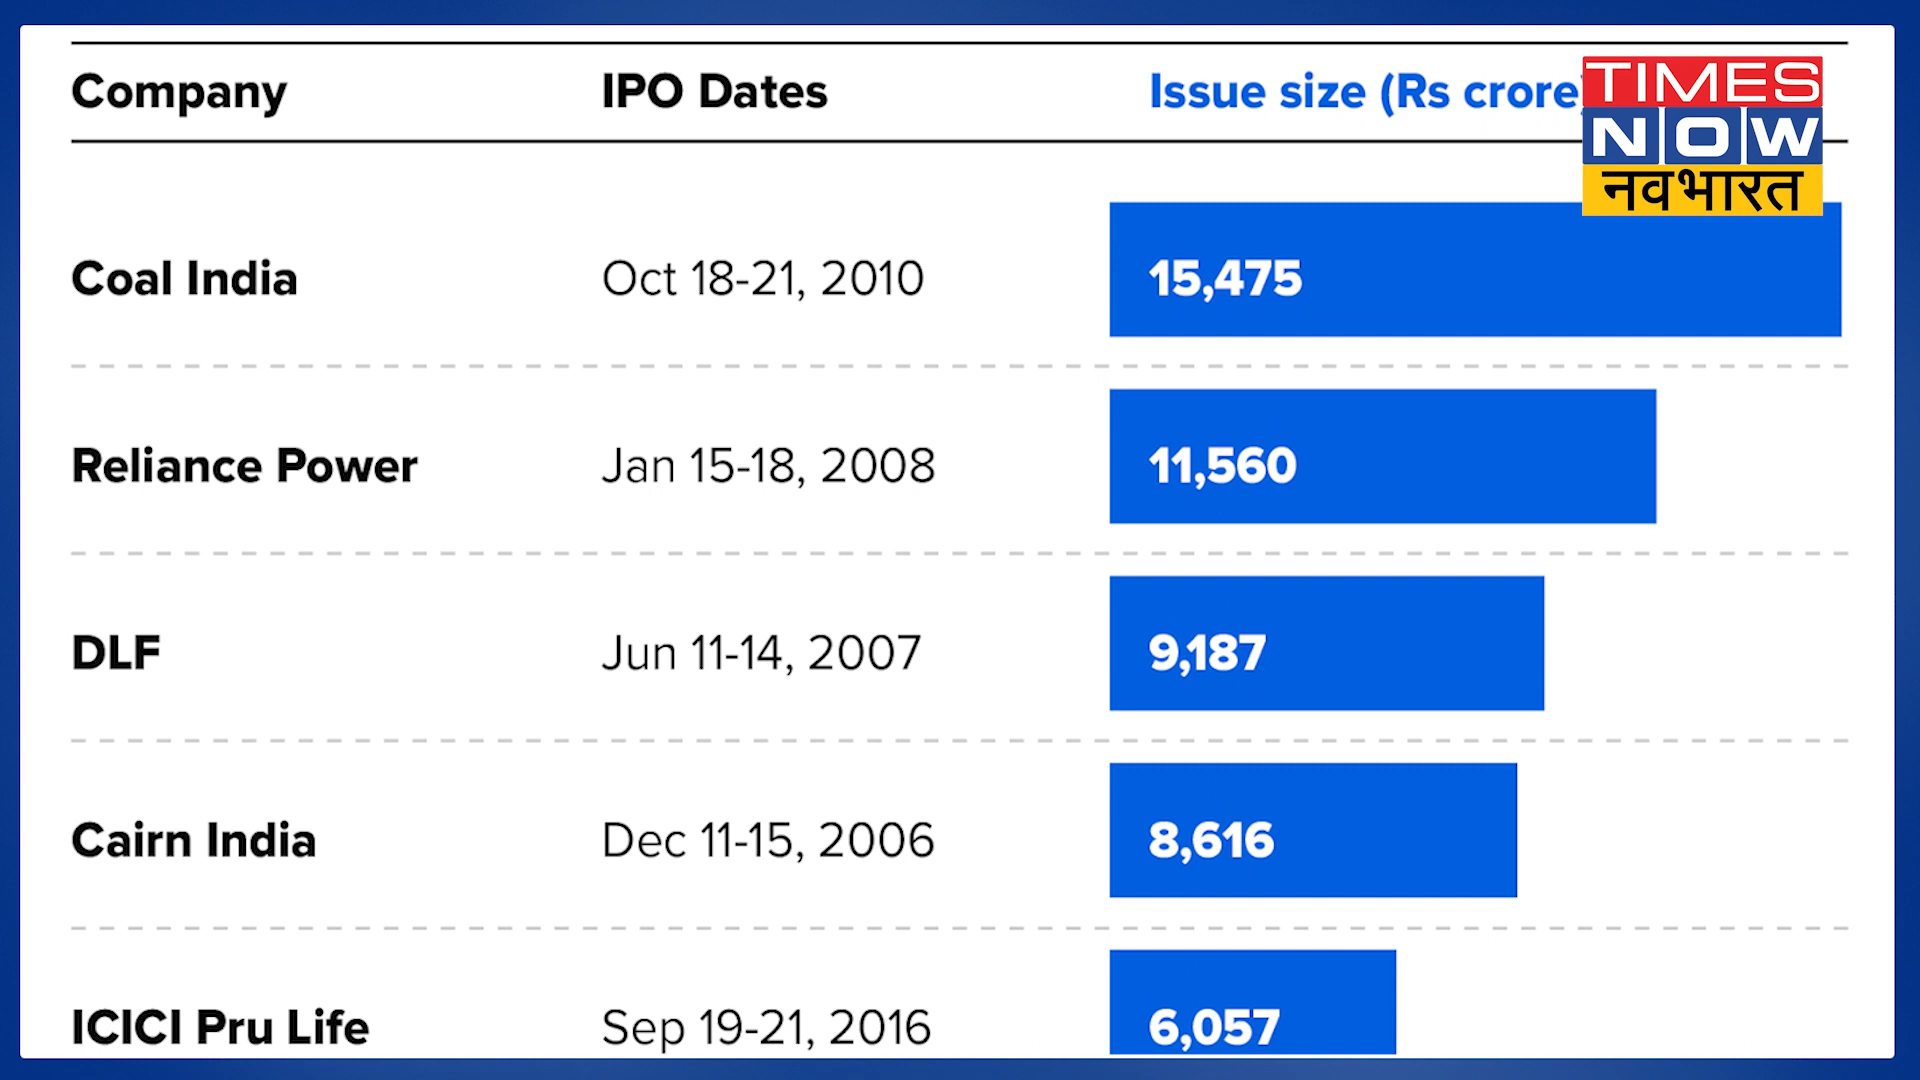 Company IPO Dates Issue size (Rs crore)
TIMES
NOW
नवभारत
Coal India Oct 18-21, 2010 15,475
Reliance Power Jan 15-18, 2008 11,560
DLF Jun 11-14, 2007 9,187
Cairn India Dec 11-15, 2006 8,616
ICICI Pru Life Sep 19-21, 2016 6,057